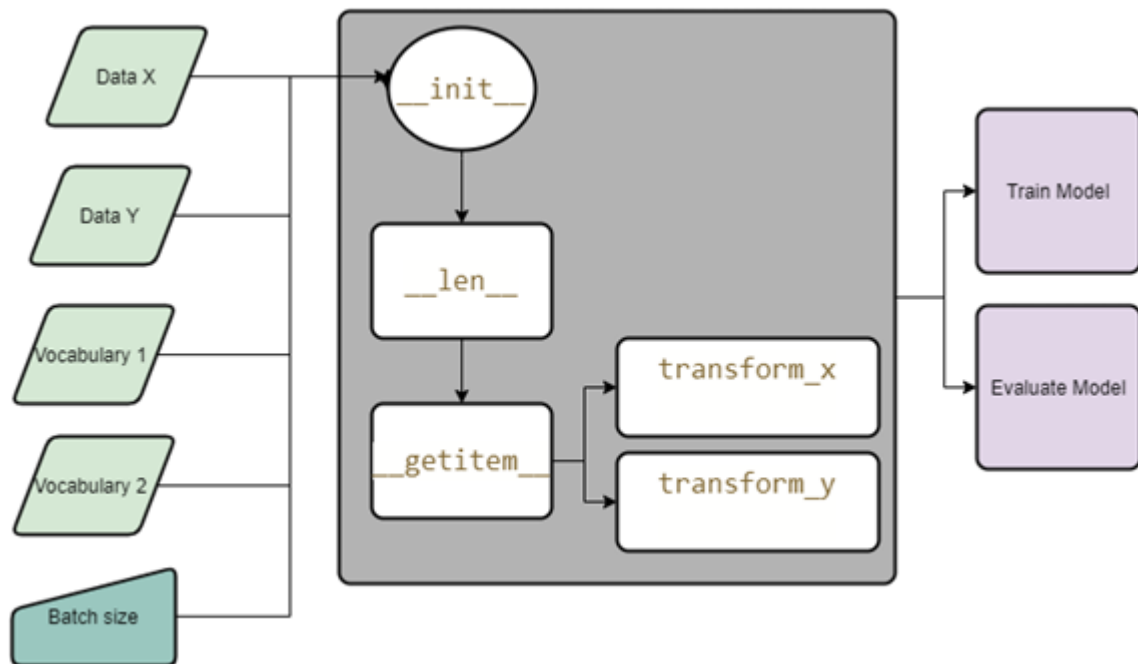 Data X
Data Y
Vocabulary 1
Vocabulary 2
Batch size
__init__
__len__
__getitem__
transform_x
transform_y
Train Model
Evaluate Model